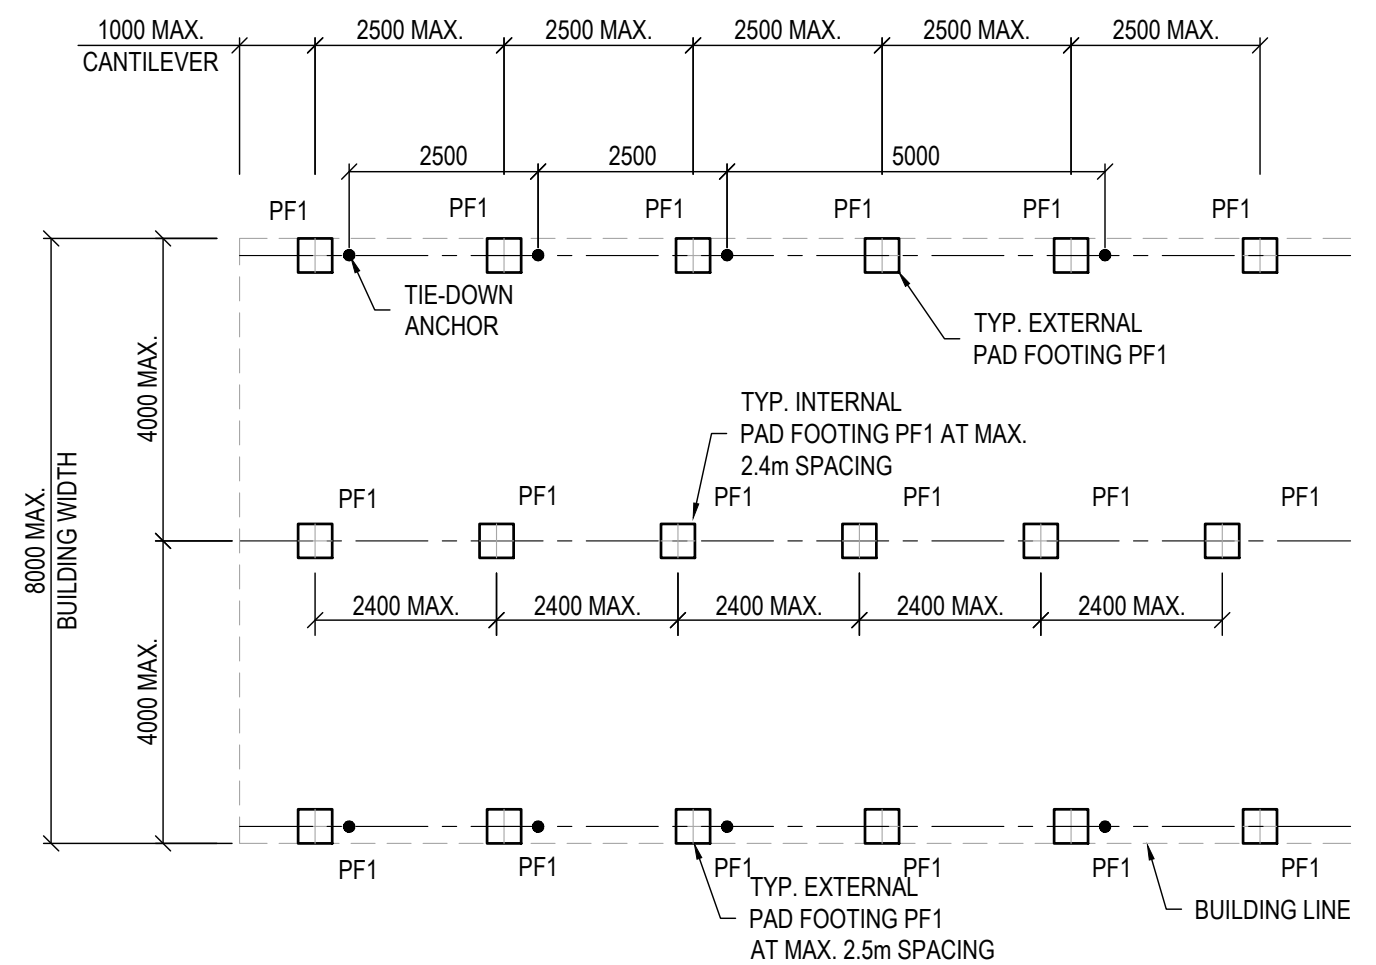 1000 MAX.
CANTILEVER
2500 MAX.
2500 MAX.
2500 MAX.
2500 MAX.
2500 MAX.
2500
2500
5000
PF1
PF1
PF1
PF1
PF1
PF1
TIE-DOWN
ANCHOR
TYP. EXTERNAL
PAD FOOTING PF1
4000 MAX.
8000 MAX.
BUILDING WIDTH
4000 MAX.
TYP. INTERNAL
PAD FOOTING PF1 AT MAX.
2.4m SPACING
PF1
PF1
PF1
PF1
PF1
PF1
2400 MAX.
2400 MAX.
2400 MAX.
2400 MAX.
2400 MAX.
PF1
PF1
PF1
PF1
PF1
PF1
TYP. EXTERNAL
PAD FOOTING PF1
AT MAX. 2.5m SPACING
BUILDING LINE